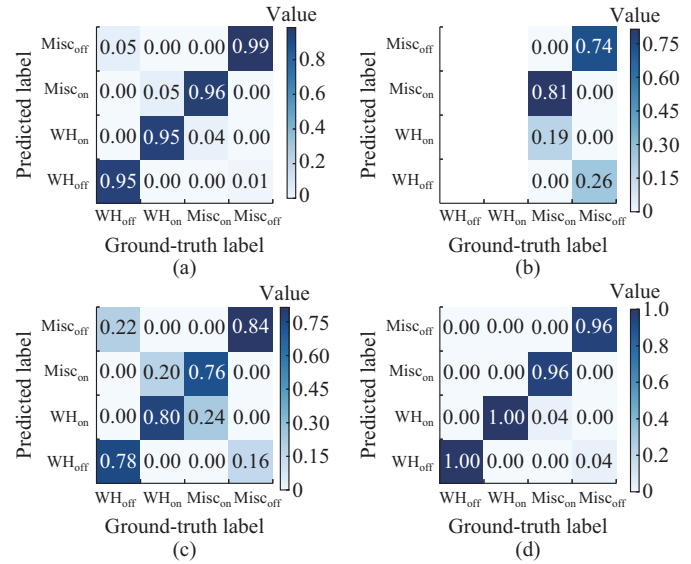 Value
Predicted label
Misc_off 0.05 0.00 0.00 0.99
Misc_on 0.00 0.05 0.96 0.00
WH_on 0.00 0.95 0.04 0.00
WH_off 0.95 0.00 0.00 0.01
0.8
0.6
0.4
0.2
0
WH_off WH_on Misc_on Misc_off
Ground-truth label
(a)
Value
Predicted label
Misc_off 0.00 0.74
Misc_on 0.81 0.00
WH_on 0.19 0.00
WH_off 0.00 0.26
0.75
0.60
0.45
0.30
0.15
0
WH_off WH_on Misc_on Misc_off
Ground-truth label
(b)
Value
Predicted label
Misc_off 0.22 0.00 0.00 0.84
Misc_on 0.00 0.20 0.76 0.00
WH_on 0.00 0.80 0.24 0.00
WH_off 0.78 0.00 0.00 0.16
0.75
0.60
0.45
0.30
0.15
0
WH_off WH_on Misc_on Misc_off
Ground-truth label
(c)
Value
Predicted label
Misc_off 0.00 0.00 0.00 0.96
Misc_on 0.00 0.00 0.96 0.00
WH_on 0.00 1.00 0.04 0.00
WH_off 1.00 0.00 0.00 0.04
1.0
0.8
0.6
0.4
0.2
0
WH_off WH_on Misc_on Misc_off
Ground-truth label
(d)